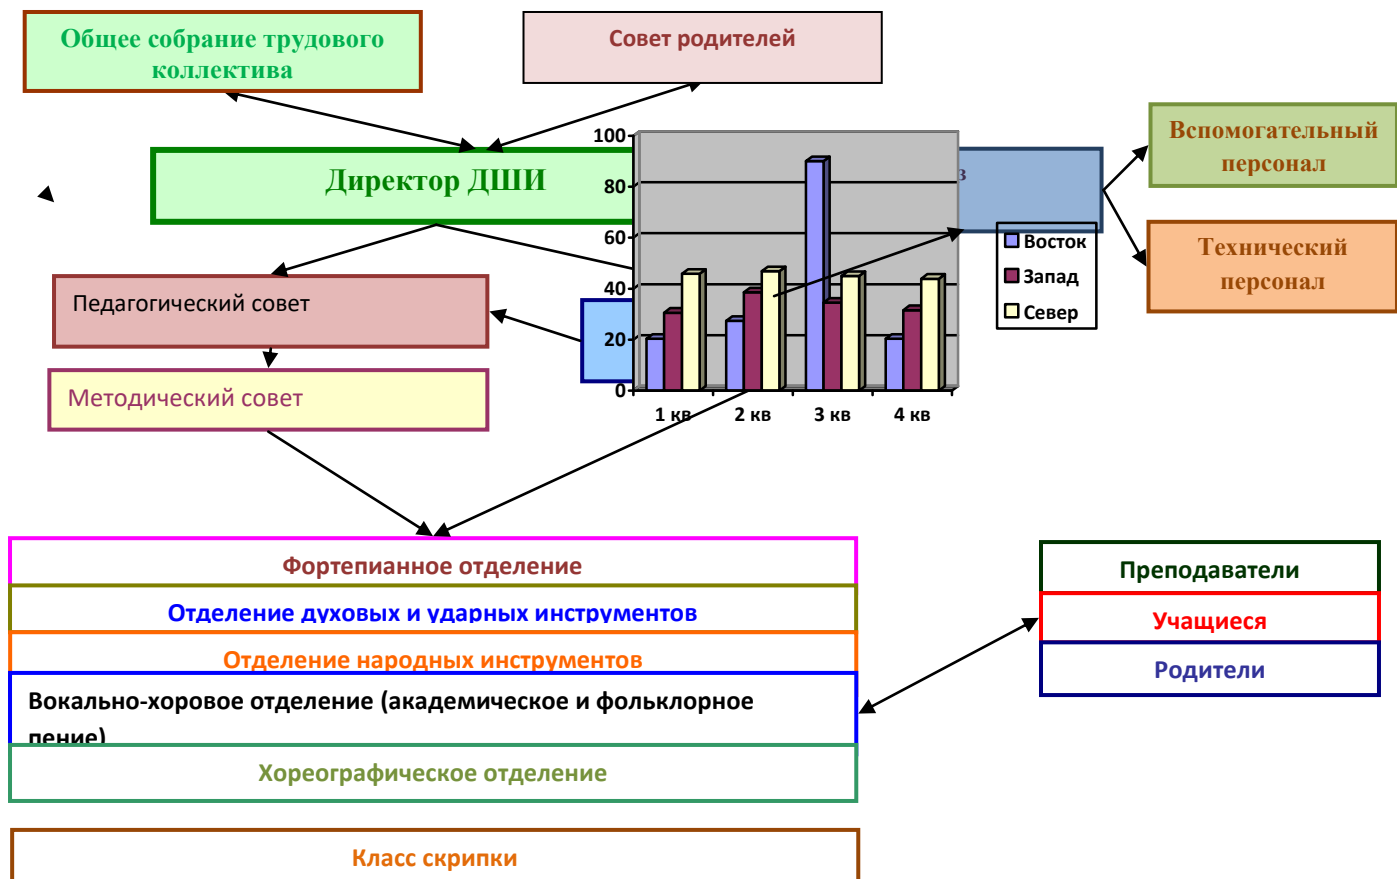 Общее собрание трудового
коллектива
Совет родителей
Вспомогательный
персонал
Директор ДШИ
Технический
персонал
100
80
60
40
20
0
1 кв
2 кв
3 кв
4 кв
Восток
Запад
Север
Педагогический совет
Методический совет
Фортепианное отделение
Отделение духовых и ударных инструментов
Отделение народных инструментов
Вокально-хоровое отделение (академическое и фольклорное
пение)
Хореографическое отделение
Класс скрипки
Преподаватели
Учащиеся
Родители